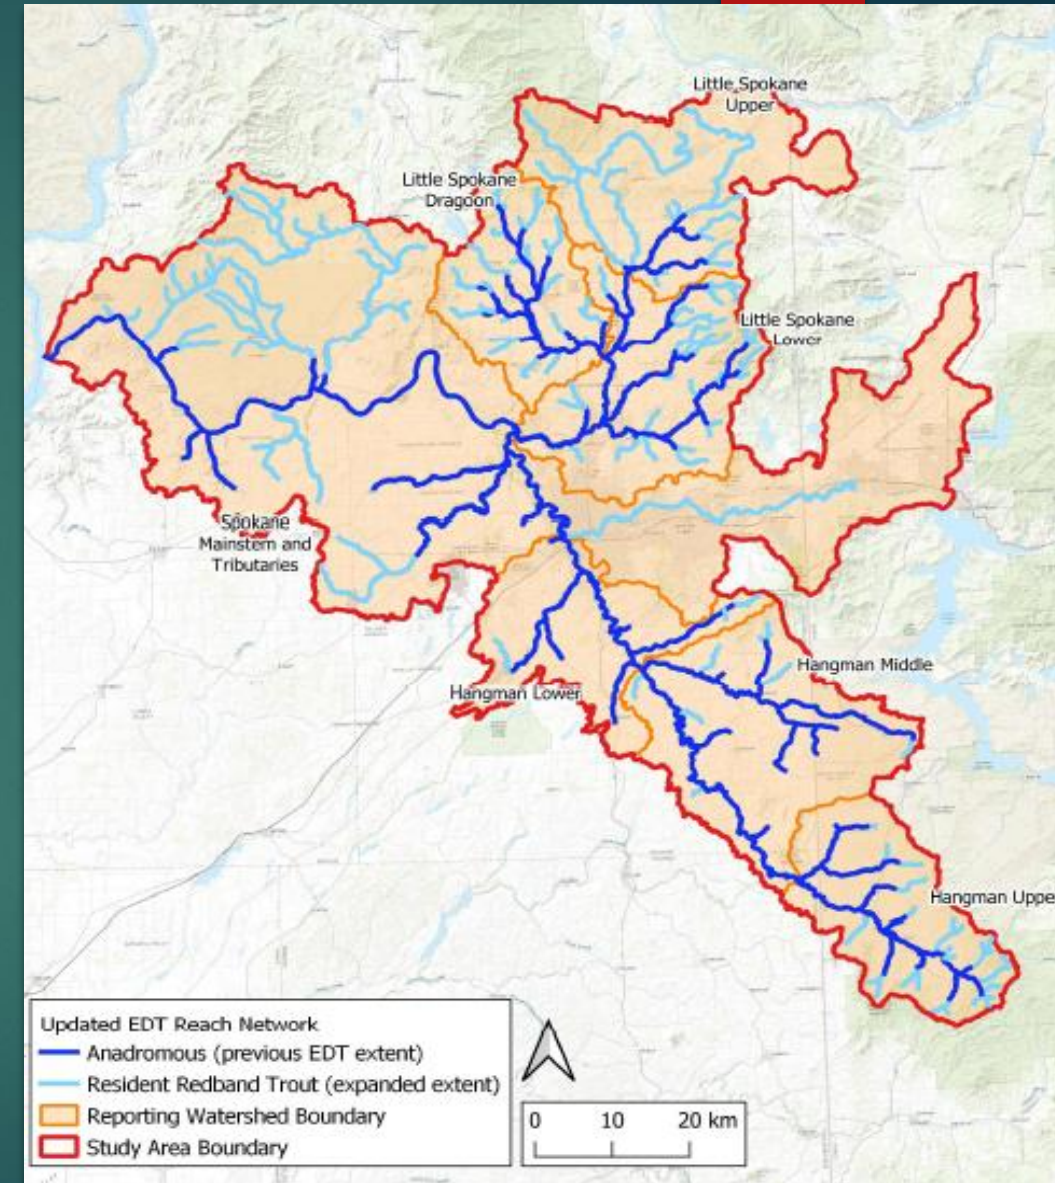 Little Spokane
Upper
Little Spokane
Dragoon
Little Spokane
Lower
Spokane
Mainstem and
Tributaries
Hangman Middle
Hangman Lower
Hangman Uppe
Updated EDT Reach Network
Anadromous (previous EDT extent)
Resident Redband Trout (expanded extent)
Reporting Watershed Boundary
Study Area Boundary
0 10 20 km